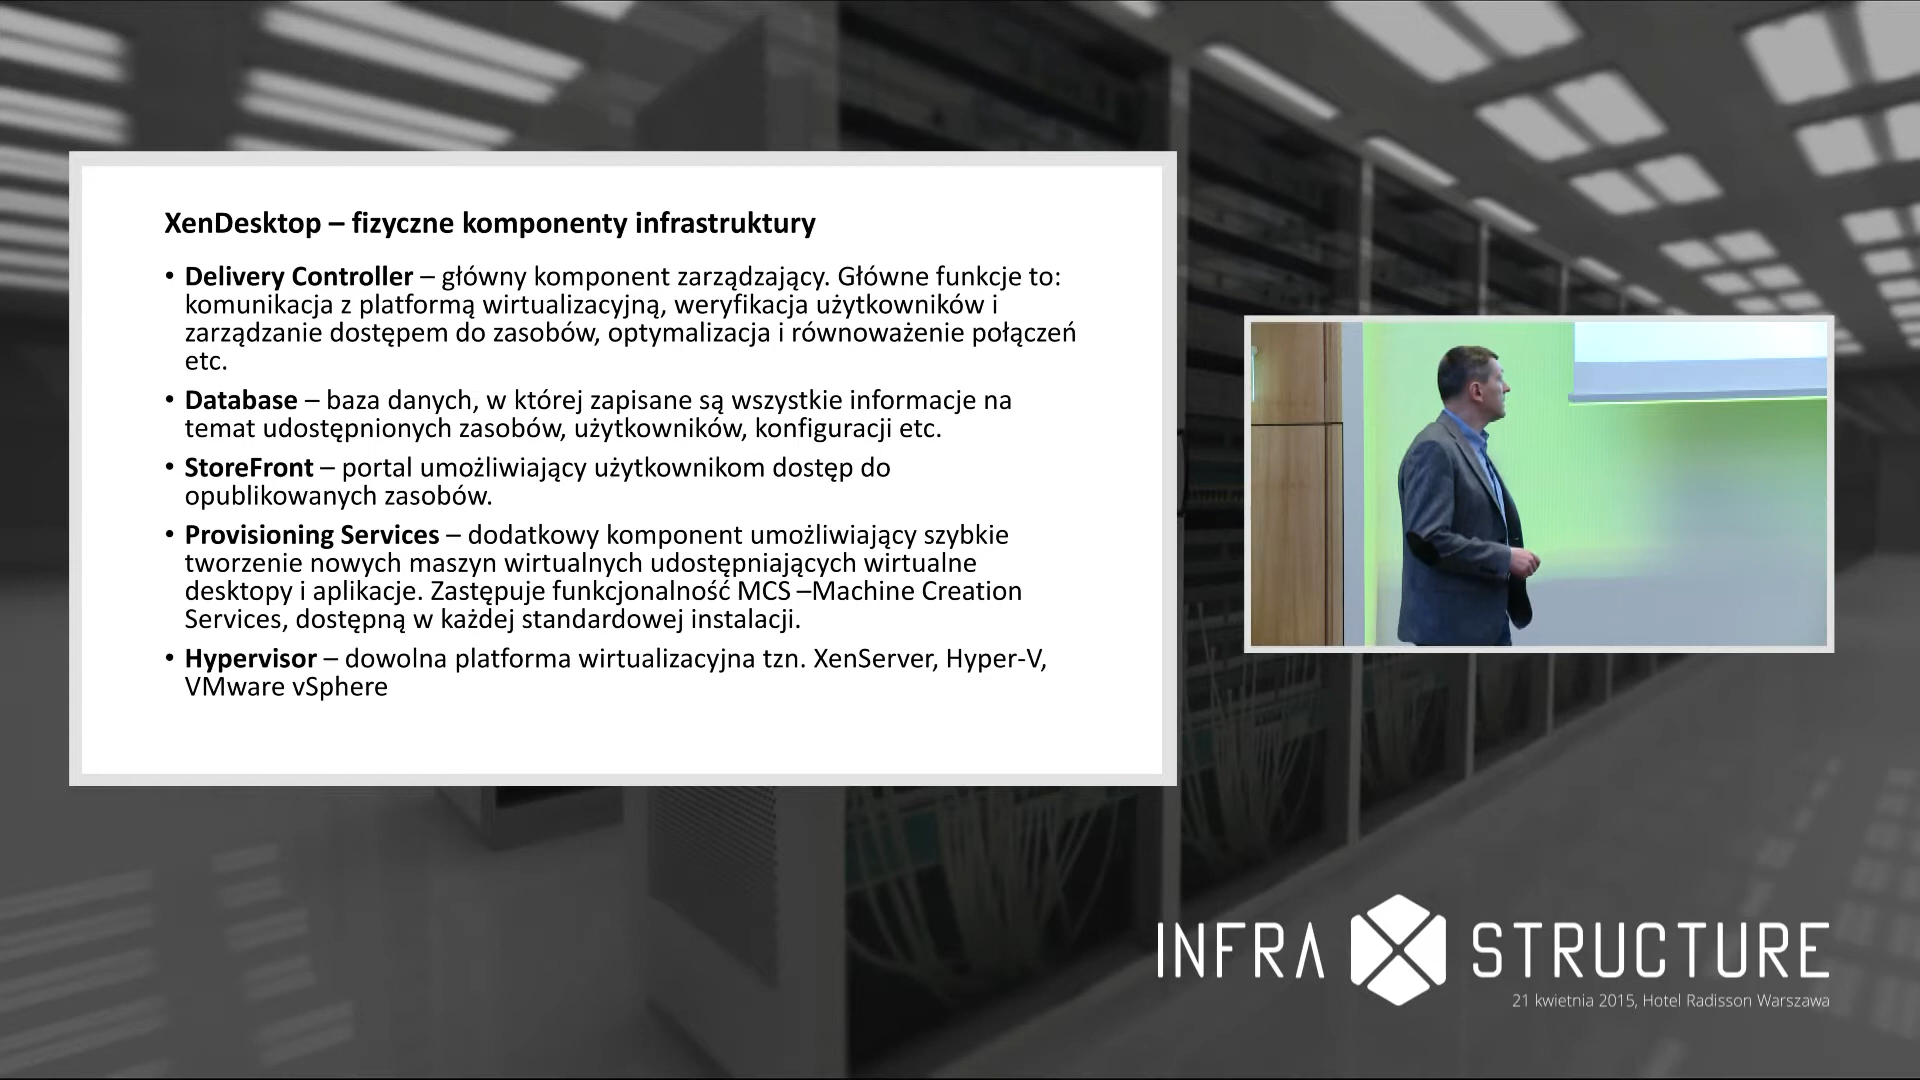 XenDesktop – fizyczne komponenty infrastruktury
• Delivery Controller – główny komponent zarządzający. Główne funkcje to:
komunikacja z platformą wirtualizacyjną, weryfikacja użytkowników i
zarządzanie dostępem do zasobów, optymalizacja i równoważenie połączeń
etc.
• Database – baza danych, w której zapisane są wszystkie informacje na
temat udostępnionych zasobów, użytkowników, konfiguracji etc.
• StoreFront – portal umożliwiający użytkownikom dostęp do
opublikowanych zasobów.
• Provisioning Services – dodatkowy komponent umożliwiający szybkie
tworzenie nowych maszyn wirtualnych udostępniających wirtualne
desktopy i aplikacje. Zastępuje funkcjonalność MCS –Machine Creation
Services, dostępną w każdej standardowej instalacji.
• Hypervisor – dowolna platforma wirtualizacyjna tzn. XenServer, Hyper-V,
VMware vSphere
INFRA STRUCTURE
21 kwietnia 2015, Hotel Radisson Warszawa